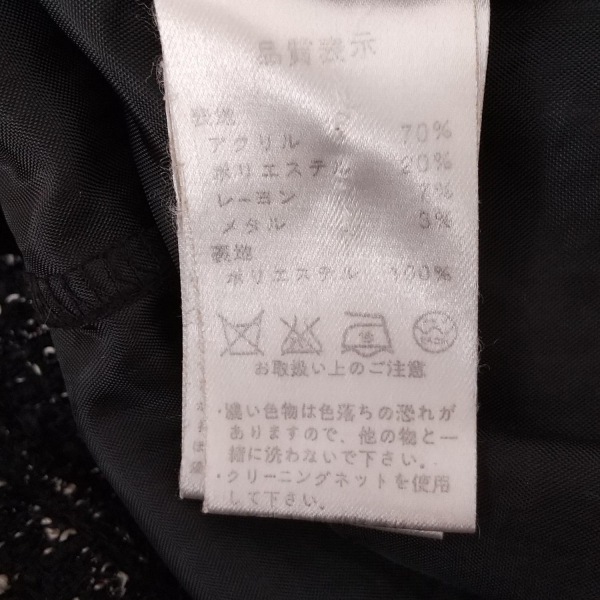 品質表示
表地
アクリル 70%
ポリエステル 20%
レーヨン 7%
メタル 3%
裏地
ポリエステル 100%
お取扱い上のご注意
・濃い色物は色落ちの恐れが
ありますので、他の物と一
緒に洗わないで下さい。
・クリーニングネットを使用
して下さい。